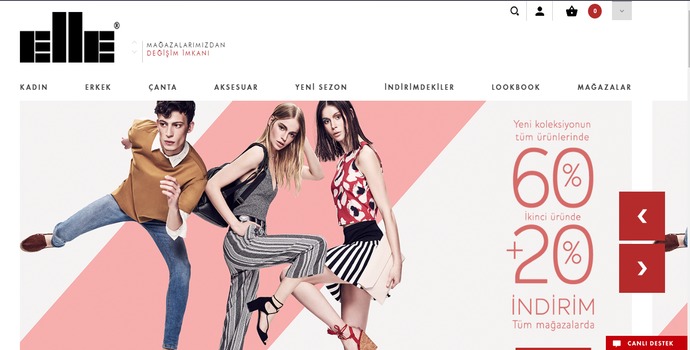 elle®
MAĞAZALARIMIZDAN
DEĞİŞİM İMKANI
0
KADIN ERKEK ÇANTA AKSESUAR YENİ SEZON İNDİRİMDEKİLER LOOKBOOK MAĞAZALAR
Yeni koleksiyonun
tüm ürünlerinde
60%
İkinci üründe
+20%
İNDİRİM
Tüm mağazalarda
CANLI DESTEK